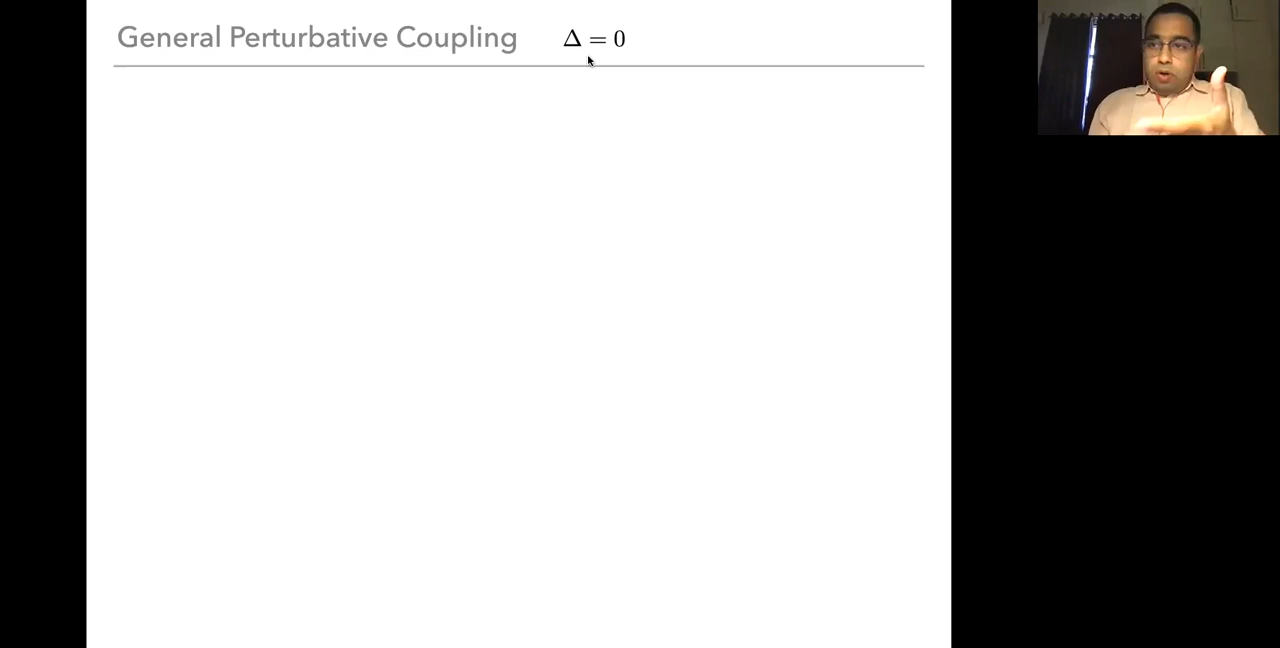 General Perturbative Coupling Δ = 0